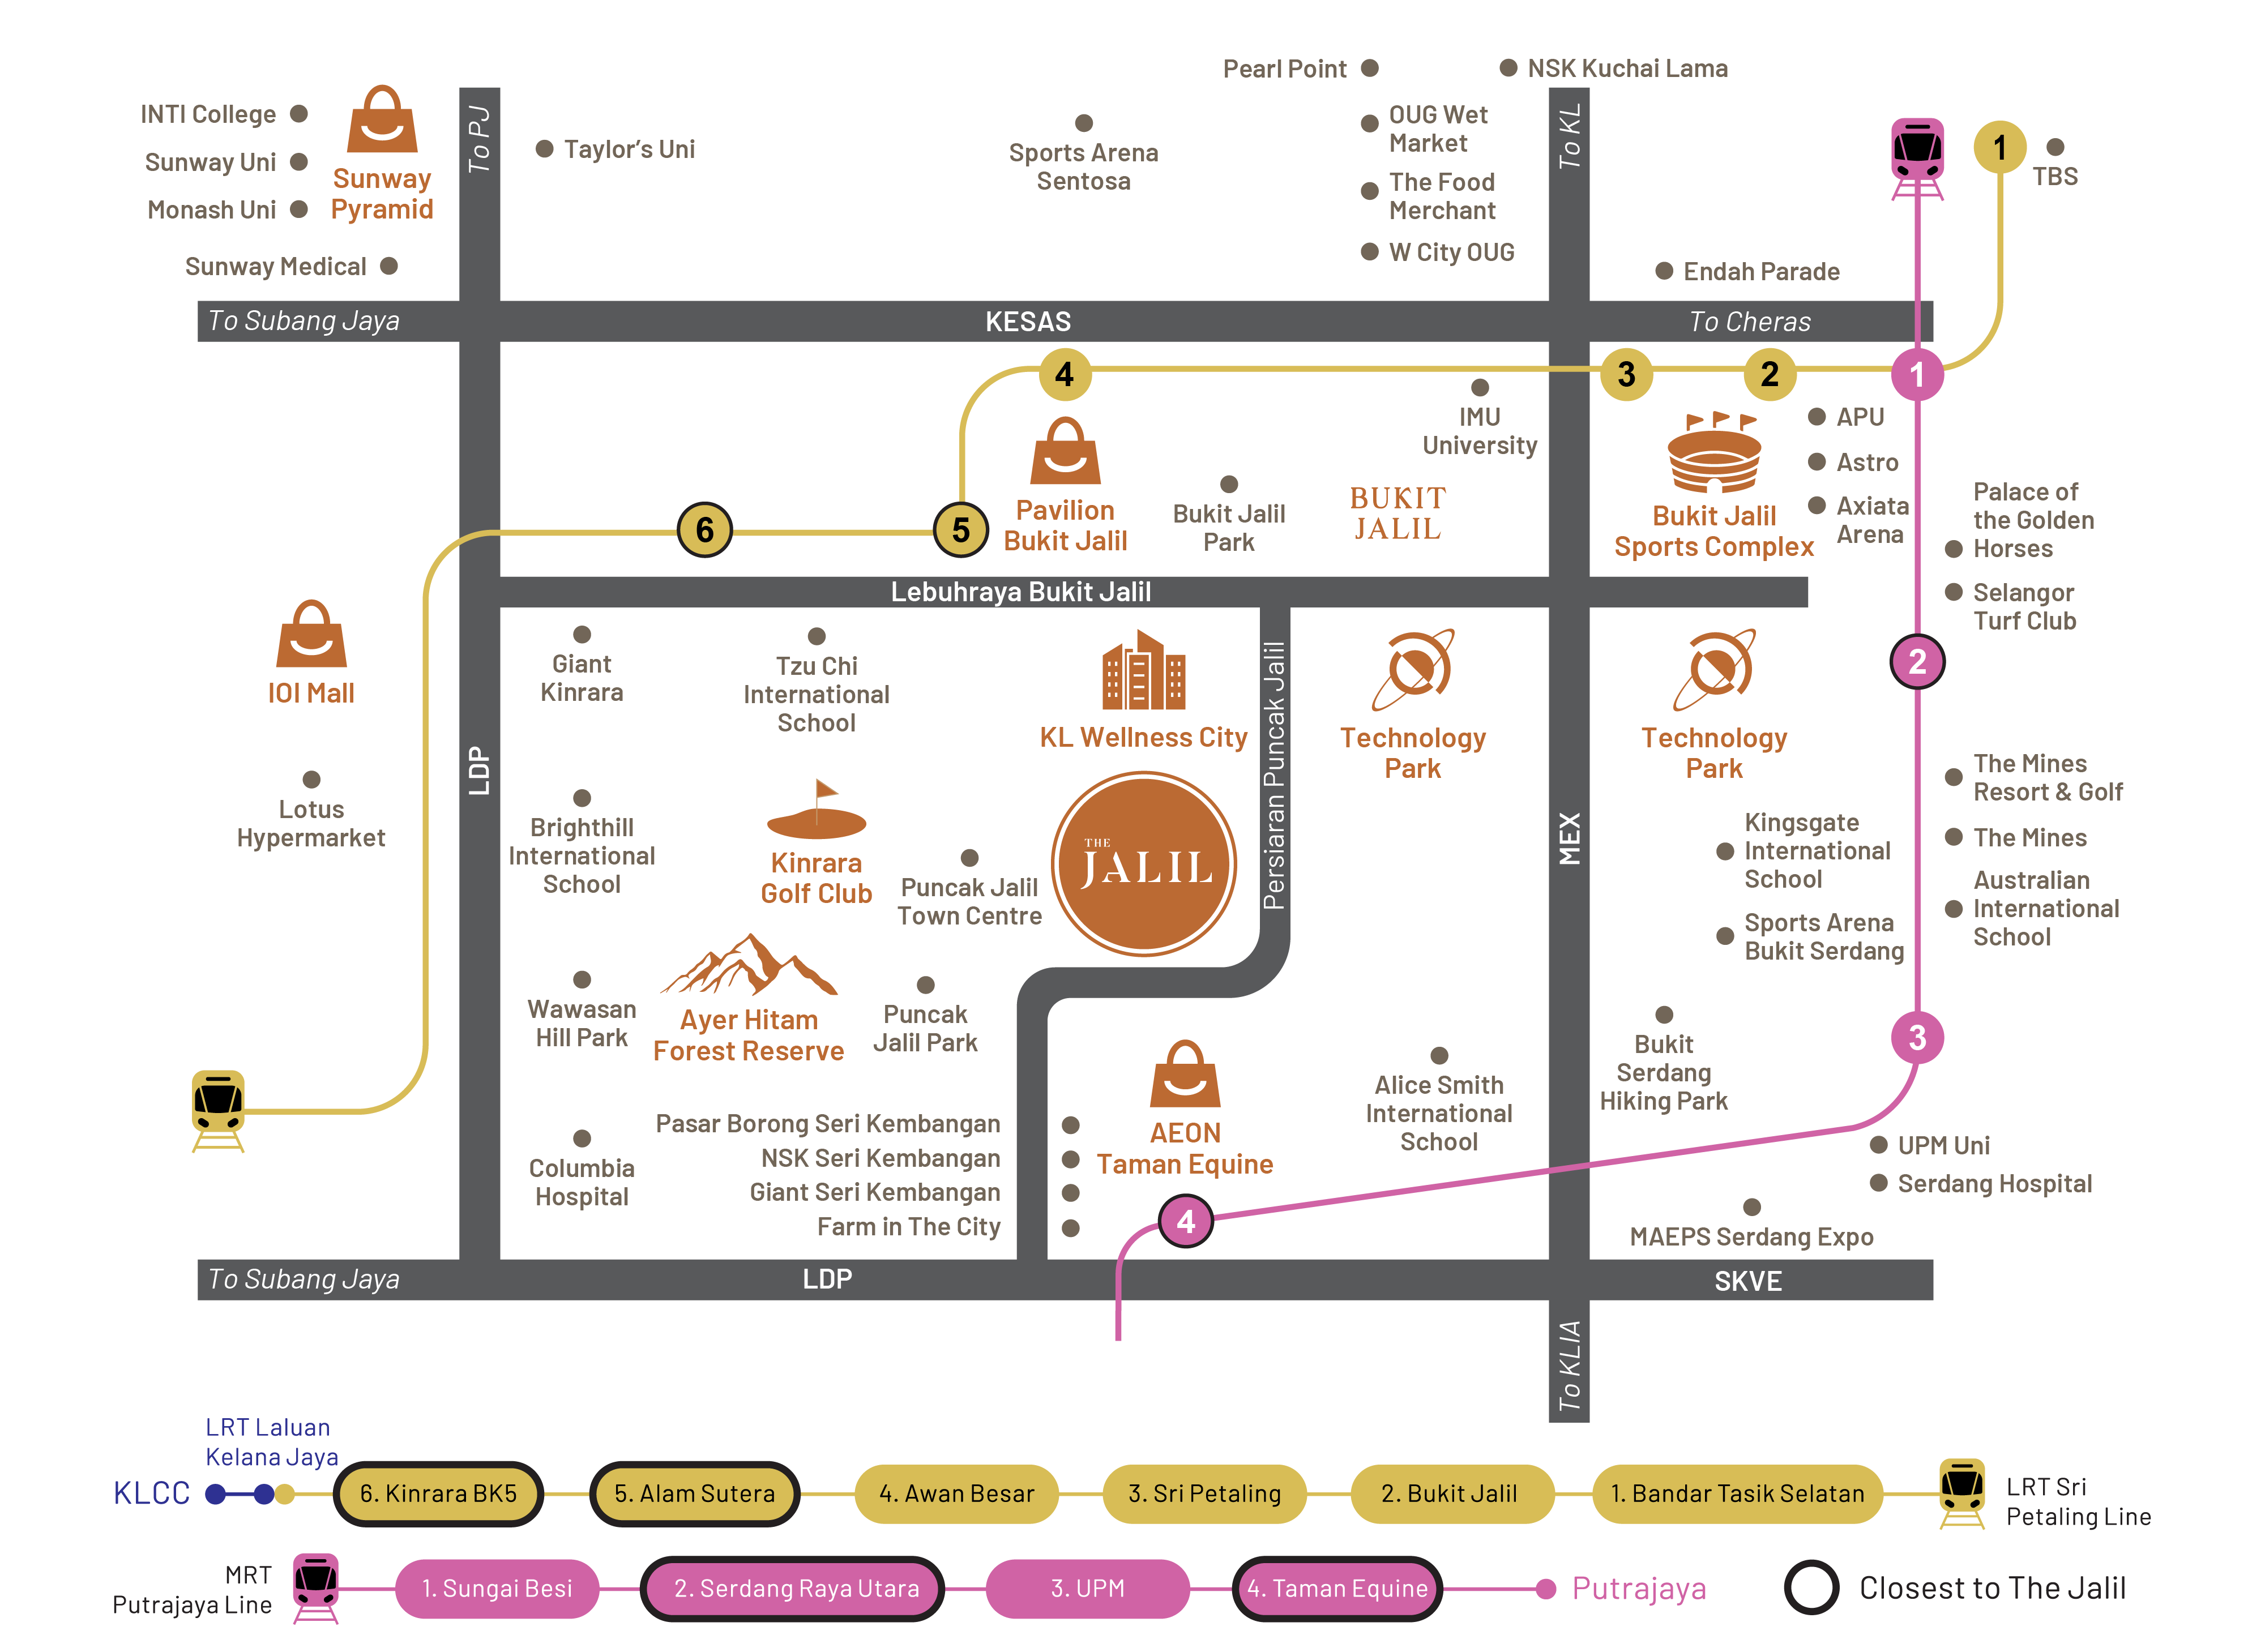 Pearl Point
NSK Kuchai Lama
INTI College
Sunway Uni
Monash Uni
Sunway
Pyramid
Sunway Medical
To PJ
Taylor's Uni
Sports Arena
Sentosa
OUG Wet
Market
The Food
Merchant
W City OUG
To KL
Endah Parade
1
TBS
To Subang Jaya
KESAS
To Cheras
4
3
2
1
IMU
University
Pavilion
Bukit Jalil
Bukit Jalil
Park
BUKIT
JALIL
Bukit Jalil
Sports Complex
APU
Astro
Axiata
Arena
Palace of
the Golden
Horses
Selangor
Turf Club
6
5
Lebuhraya Bukit Jalil
IOI Mall
Lotus
Hypermarket
LDP
Giant
Kinrara
Tzu Chi
International
School
KL Wellness City
Persiaran Puncak Jalil
Technology
Park
MEX
Technology
Park
2
Brighthill
International
School
Kinrara
Golf Club
Puncak Jalil
Town Centre
THE
JALIL
Kingsgate
International
School
Sports Arena
Bukit Serdang
The Mines
Resort & Golf
The Mines
Australian
International
School
Wawasan
Hill Park
Ayer Hitam
Forest Reserve
Puncak
Jalil Park
3
Bukit
Serdang
Hiking Park
Alice Smith
International
School
AEON
Taman Equine
Columbia
Hospital
Pasar Borong Seri Kembangan
NSK Seri Kembangan
Giant Seri Kembangan
Farm in The City
4
UPM Uni
Serdang Hospital
MAEPS Serdang Expo
To Subang Jaya
LDP
SKVE
To KLIA
LRT Laluan
Kelana Jaya
KLCC
6. Kinrara BK5
5. Alam Sutera
4. Awan Besar
3. Sri Petaling
2. Bukit Jalil
1. Bandar Tasik Selatan
LRT Sri
Petaling Line
MRT
Putrajaya Line
1. Sungai Besi
2. Serdang Raya Utara
3. UPM
4. Taman Equine
Putrajaya
Closest to The Jalil